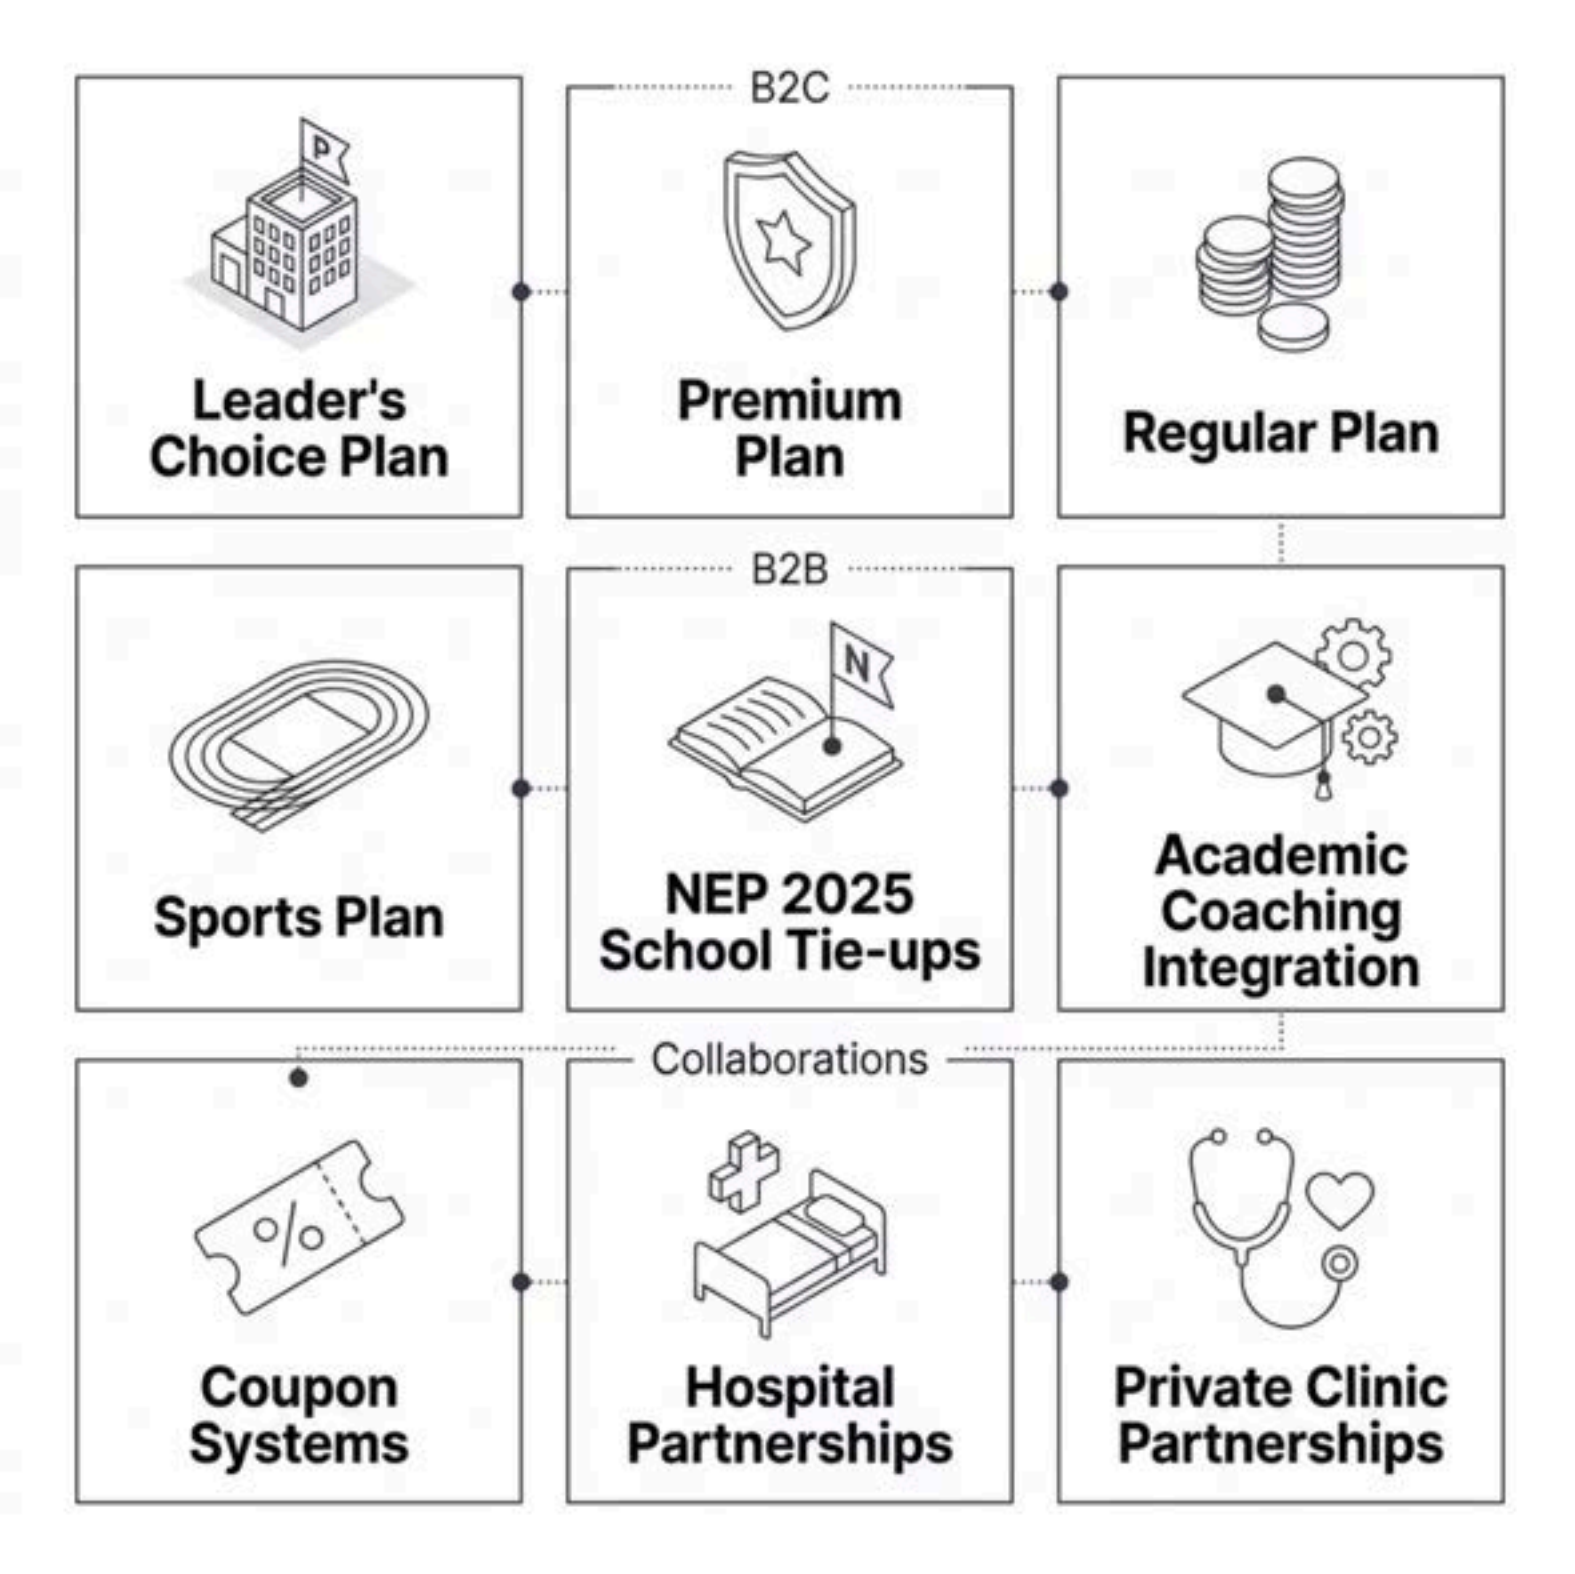 B2C
P
Leader's
Choice Plan
Premium
Plan
Regular Plan
B2B
N
Sports Plan
NEP 2025
School Tie-ups
Academic
Coaching
Integration
Collaborations
%
Coupon
Systems
Hospital
Partnerships
Private Clinic
Partnerships